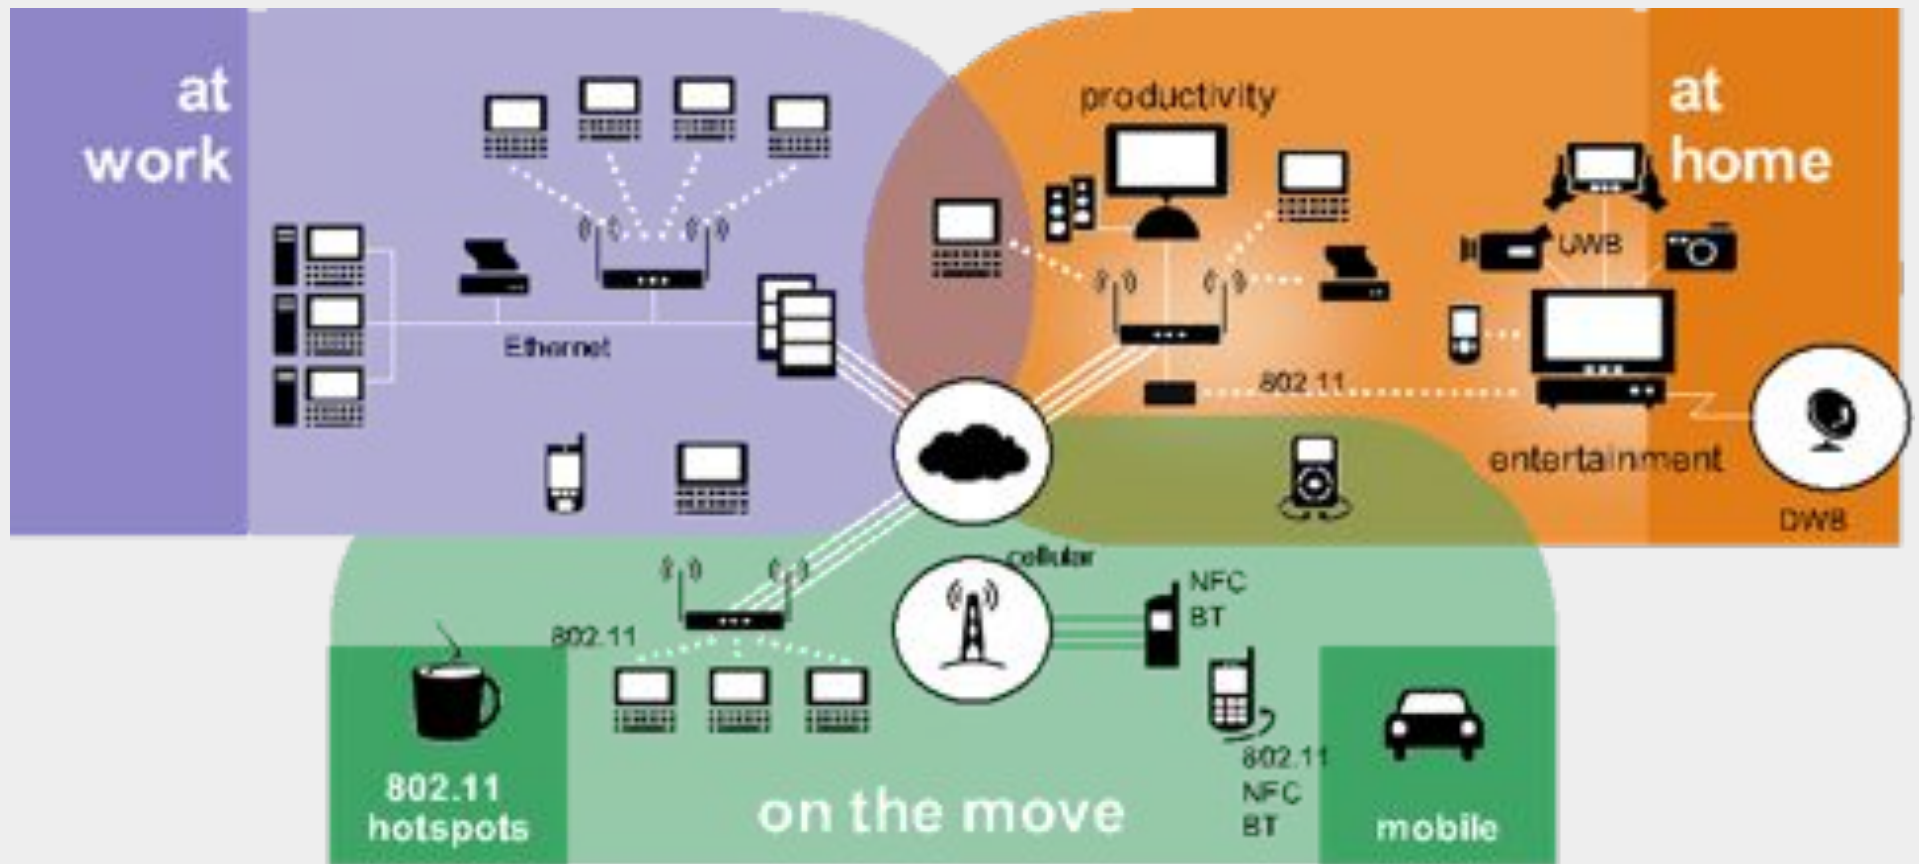 at
work
Ethernet
productivity
at
home
UWB
802.11
entertainment
DWB
cellular
NFC
BT
802.11
802.11
NFC
BT
802.11
hotspots
on the move
mobile